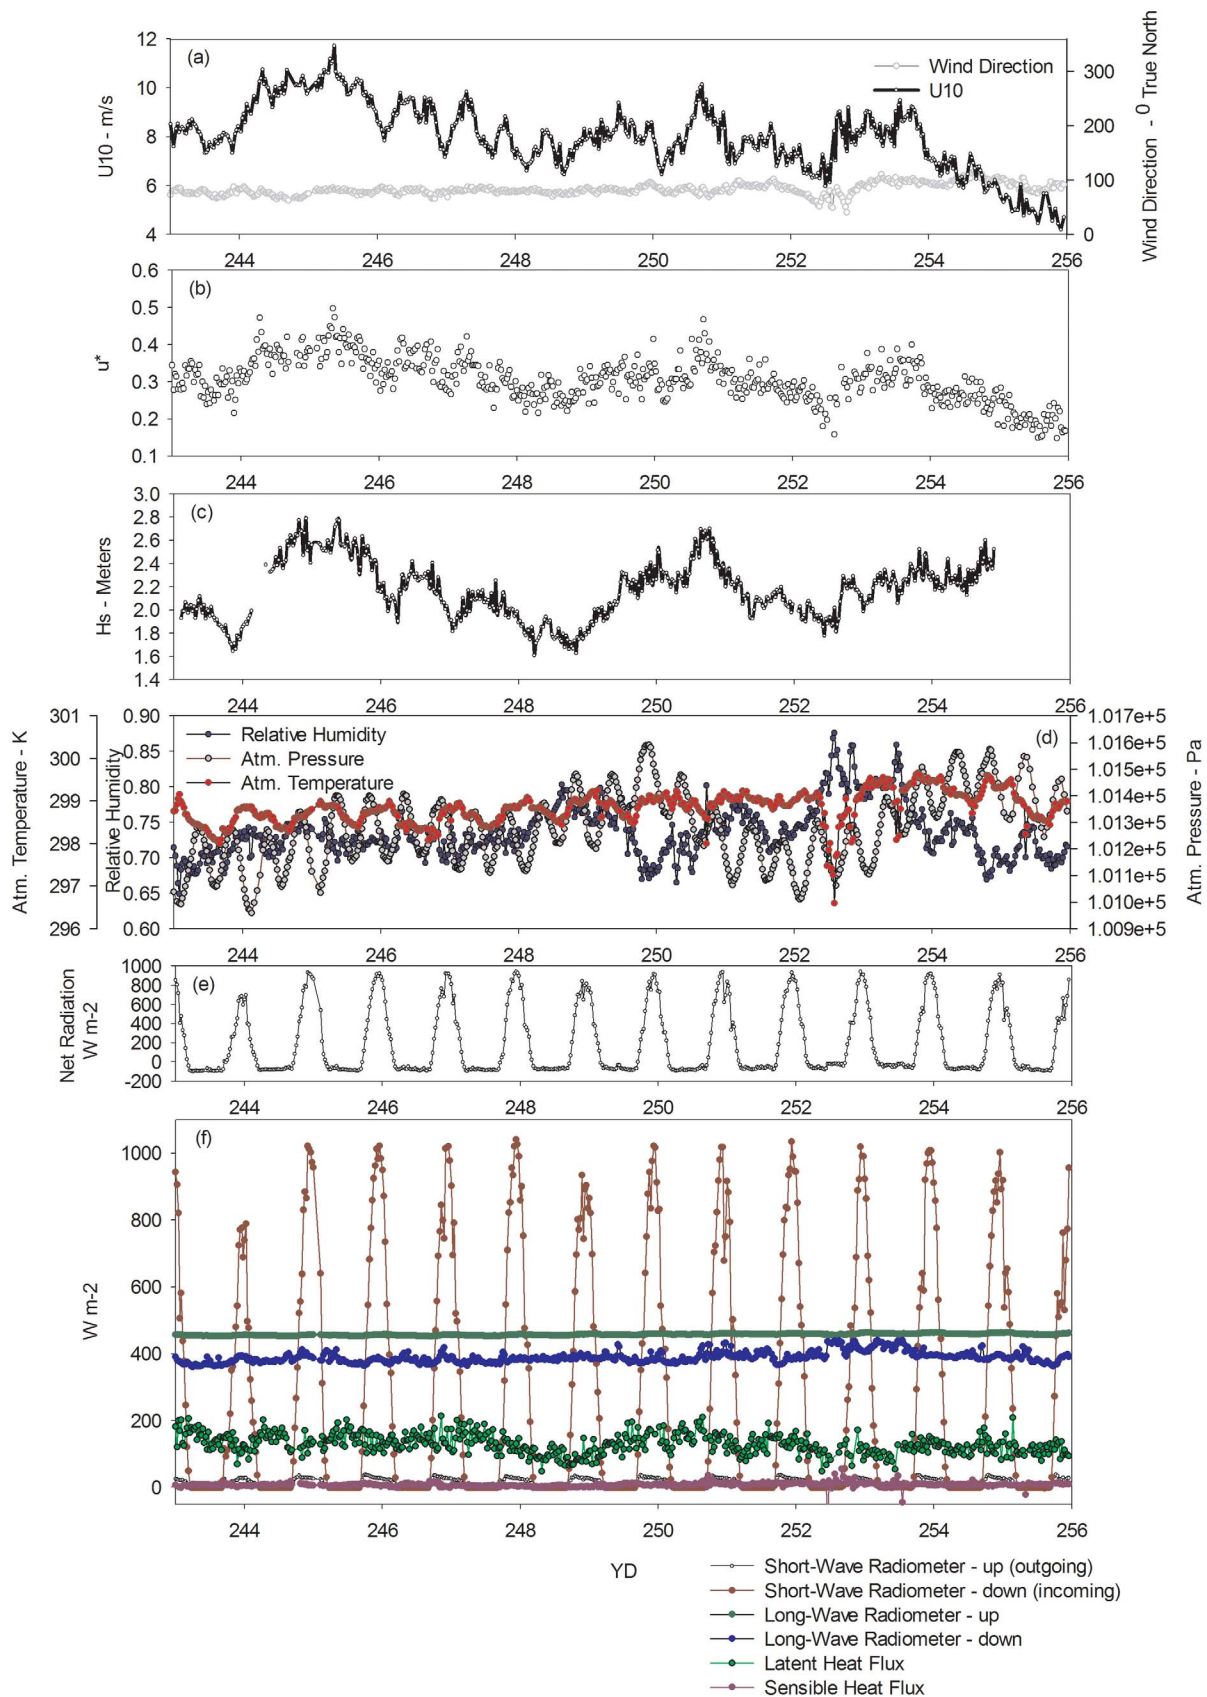 (a)
12
10
8
6
4
U10 - m/s
Wind Direction
U10
300
200
100
0
Wind Direction - 0 True North
244 246 248 250 252 254 256
(b)
0.6
0.5
0.4
0.3
0.2
0.1
u*
244 246 248 250 252 254 256
(c)
3.0
2.8
2.6
2.4
2.2
2.0
1.8
1.6
1.4
Hs - Meters
244 246 248 250 252 254 256
301
300
299
298
297
296
Atm. Temperature - K
0.90
0.85
0.80
0.75
0.70
0.65
0.60
Relative Humidity
Relative Humidity
Atm. Pressure
Atm. Temperature
(d)
1.017e+5
1.016e+5
1.015e+5
1.014e+5
1.013e+5
1.012e+5
1.011e+5
1.010e+5
1.009e+5
Atm. Pressure - Pa
244 246 248 250 252 254 256
(e)
1000
800
600
400
200
0
-200
Net Radiation
W m-2
244 246 248 250 252 254 256
(f)
1000
800
600
400
200
0
W m-2
244 246 248 250 252 254 256
YD
Short-Wave Radiometer - up (outgoing)
Short-Wave Radiometer - down (incoming)
Long-Wave Radiometer - up
Long-Wave Radiometer - down
Latent Heat Flux
Sensible Heat Flux